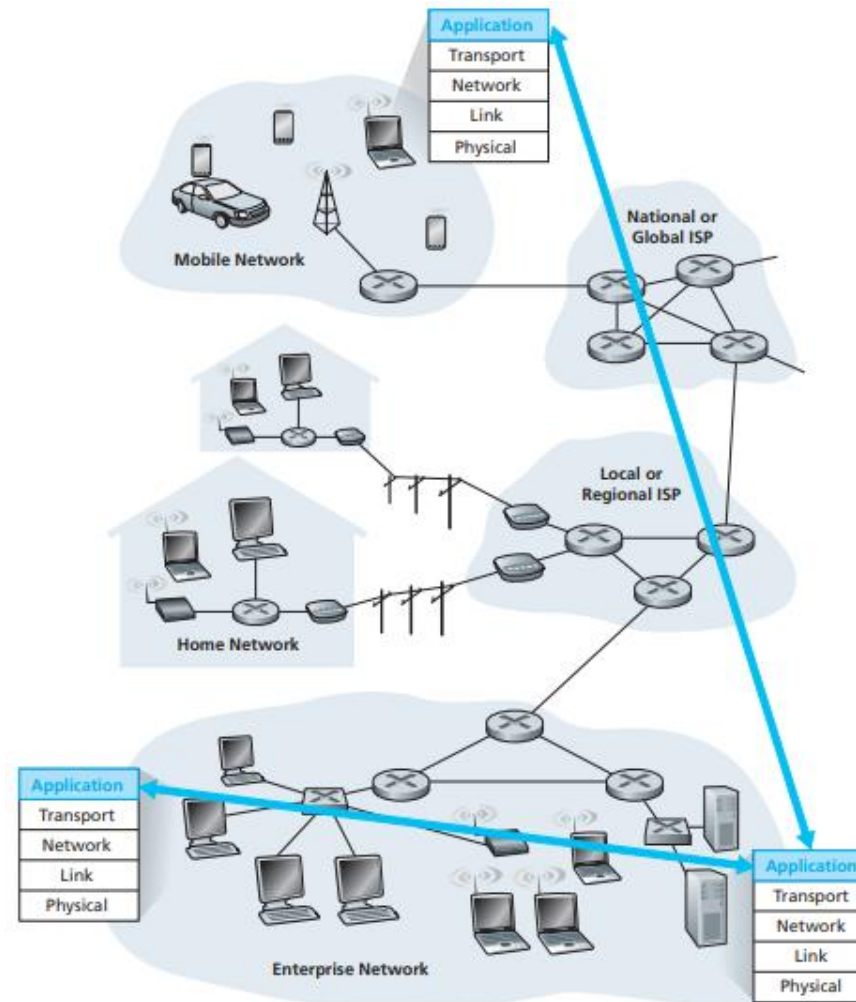 Application
Transport
Network
Link
Physical
National or
Global ISP
Mobile Network
Local or
Regional ISP
Home Network
Application
Transport
Network
Link
Physical
Application
Transport
Network
Link
Physical
Enterprise Network